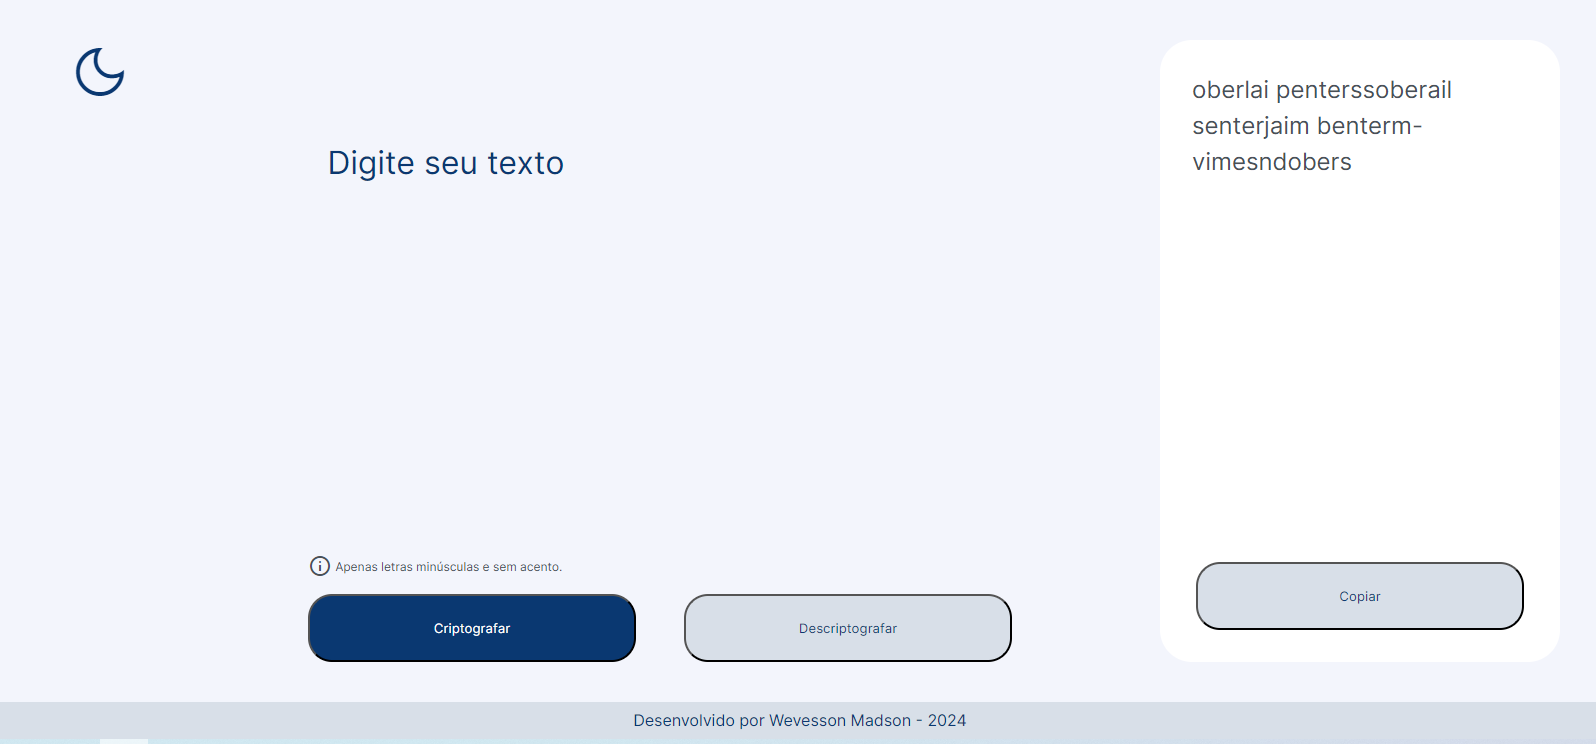 Digite seu texto
Apenas letras minúsculas e sem acento.
Criptografar
Descriptografar
oberlai penterssoberail
senterjaim benterm-
vimesndobers
Copiar
Desenvolvido por Wevesson Madson - 2024